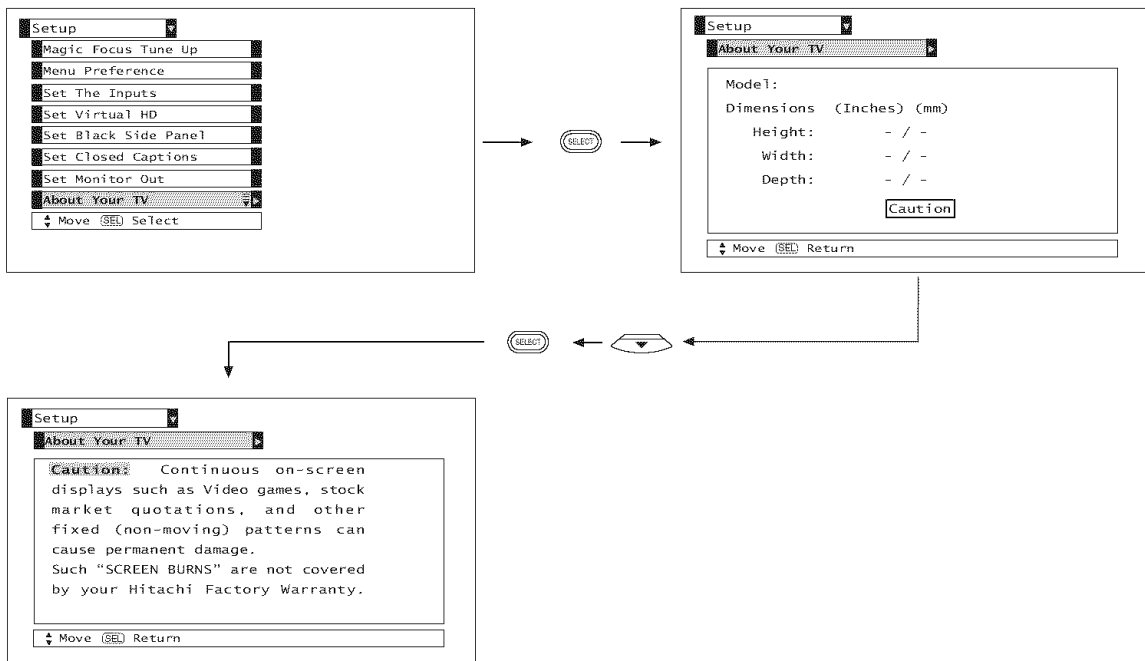 Setup
Magic Focus Tune Up
Menu Preference
Set The Inputs
Set Virtual HD
Set Black Side Panel
Set Closed Captions
Set Monitor Out
About Your TV
Move SEL Select
SELECT
Setup
About Your TV
Model:
Dimensions (Inches) (mm)
Height: - / -
Width: - / -
Depth: - / -
Caution
Move SEL Return
SELECT
Setup
About Your TV
Caution: Continuous on-screen
displays such as Video games, stock
market quotations, and other
fixed (non-moving) patterns can
cause permanent damage.
Such “SCREEN BURNS” are not covered
by your Hitachi Factory Warranty.
Move SEL Return